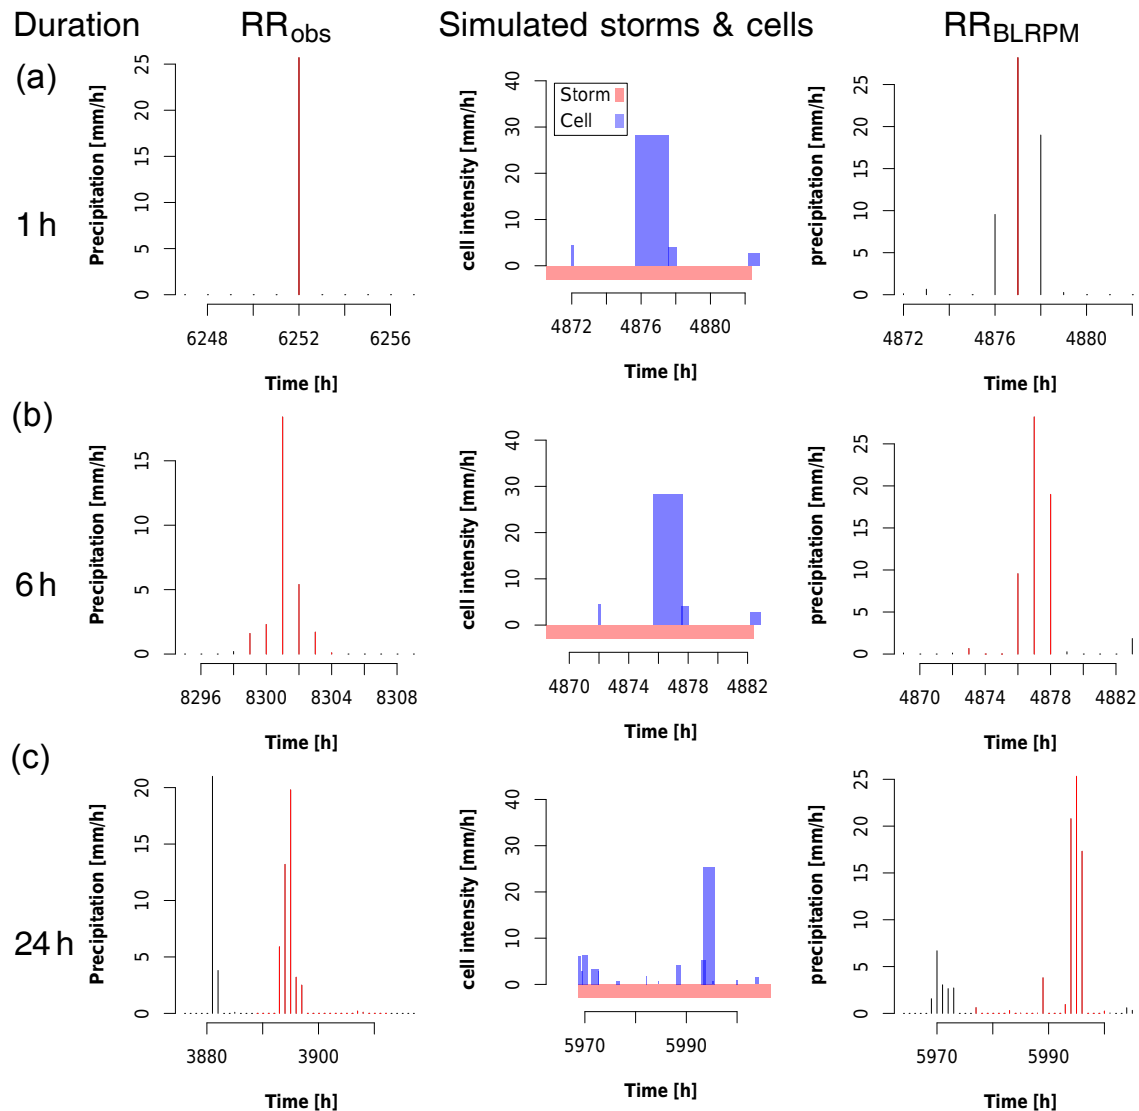 Duration RR_obs Simulated storms & cells RR_BLRPM
(a)
1 h
Precipitation [mm/h]
0 5 10 15 20 25
6248 6252 6256
Time [h]
cell intensity [mm/h]
0 10 20 30 40
Storm
Cell
4872 4876 4880
Time [h]
precipitation [mm/h]
0 5 10 15 20 25
4872 4876 4880
Time [h]
(b)
6 h
Precipitation [mm/h]
0 5 10 15
8296 8300 8304 8308
Time [h]
cell intensity [mm/h]
0 10 20 30 40
4870 4874 4878 4882
Time [h]
precipitation [mm/h]
0 5 10 15 20 25
4870 4874 4878 4882
Time [h]
(c)
24 h
Precipitation [mm/h]
0 5 10 15 20
3880 3900
Time [h]
cell intensity [mm/h]
0 10 20 30 40
5970 5990
Time [h]
precipitation [mm/h]
0 5 10 15 20 25
5970 5990
Time [h]